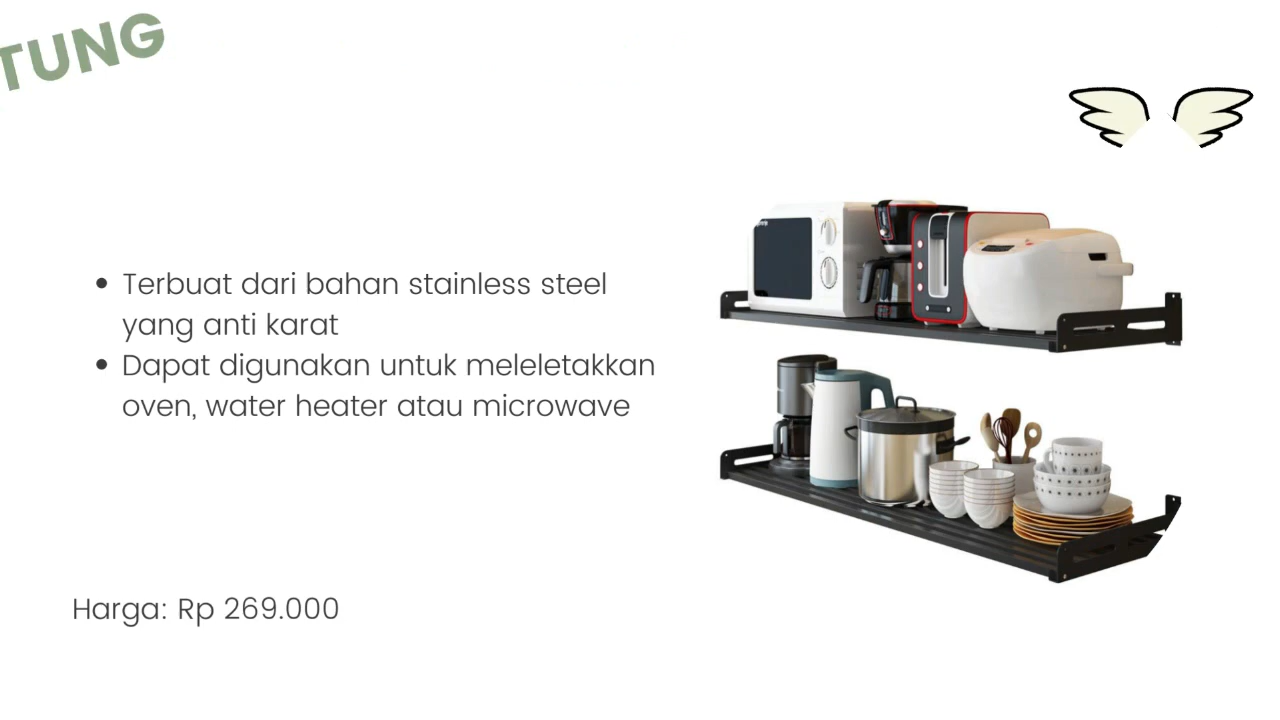 TUNG
Terbuat dari bahan stainless steel
yang anti karat
Dapat digunakan untuk meleletakkan
oven, water heater atau microwave
Harga: Rp 269.000